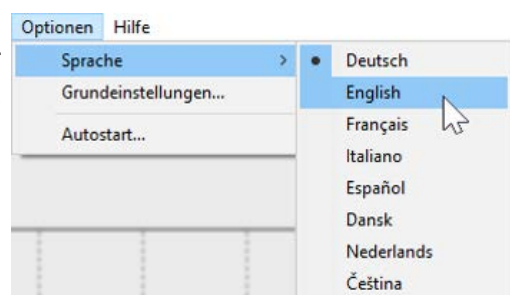 Optionen Hilfe
Sprache > • Deutsch
Grundeinstellungen... English
Autostart... Français
Italiano
Español
Dansk
Nederlands
Čeština